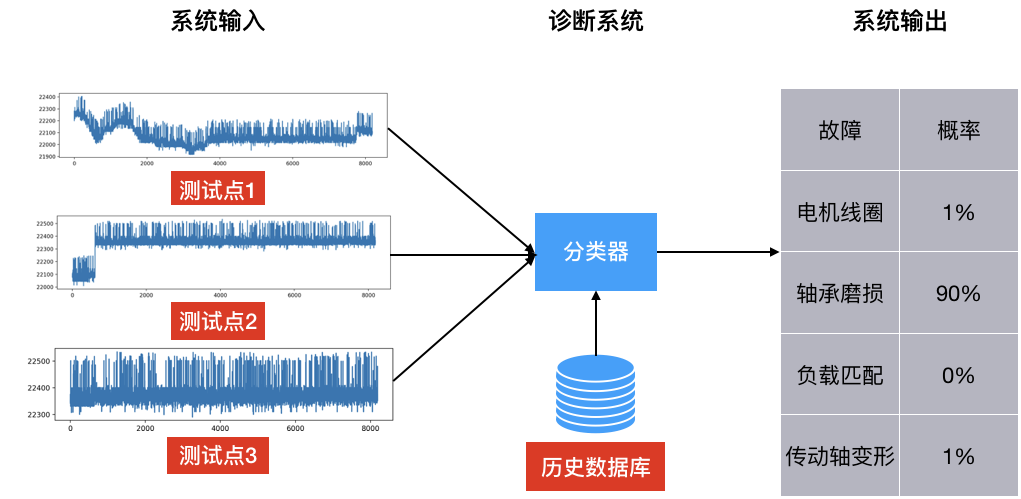 系统输入
诊断系统
系统输出
22400
22300
22200
22100
22000
21900
0
2000
4000
6000
8000
测试点1
22500
22400
22300
22200
22100
22000
0
2000
4000
6000
8000
测试点2
22500
22400
22300
0
2000
4000
6000
8000
测试点3
分类器
历史数据库
故障 概率
电机线圈 1%
轴承磨损 90%
负载匹配 0%
传动轴变形 1%